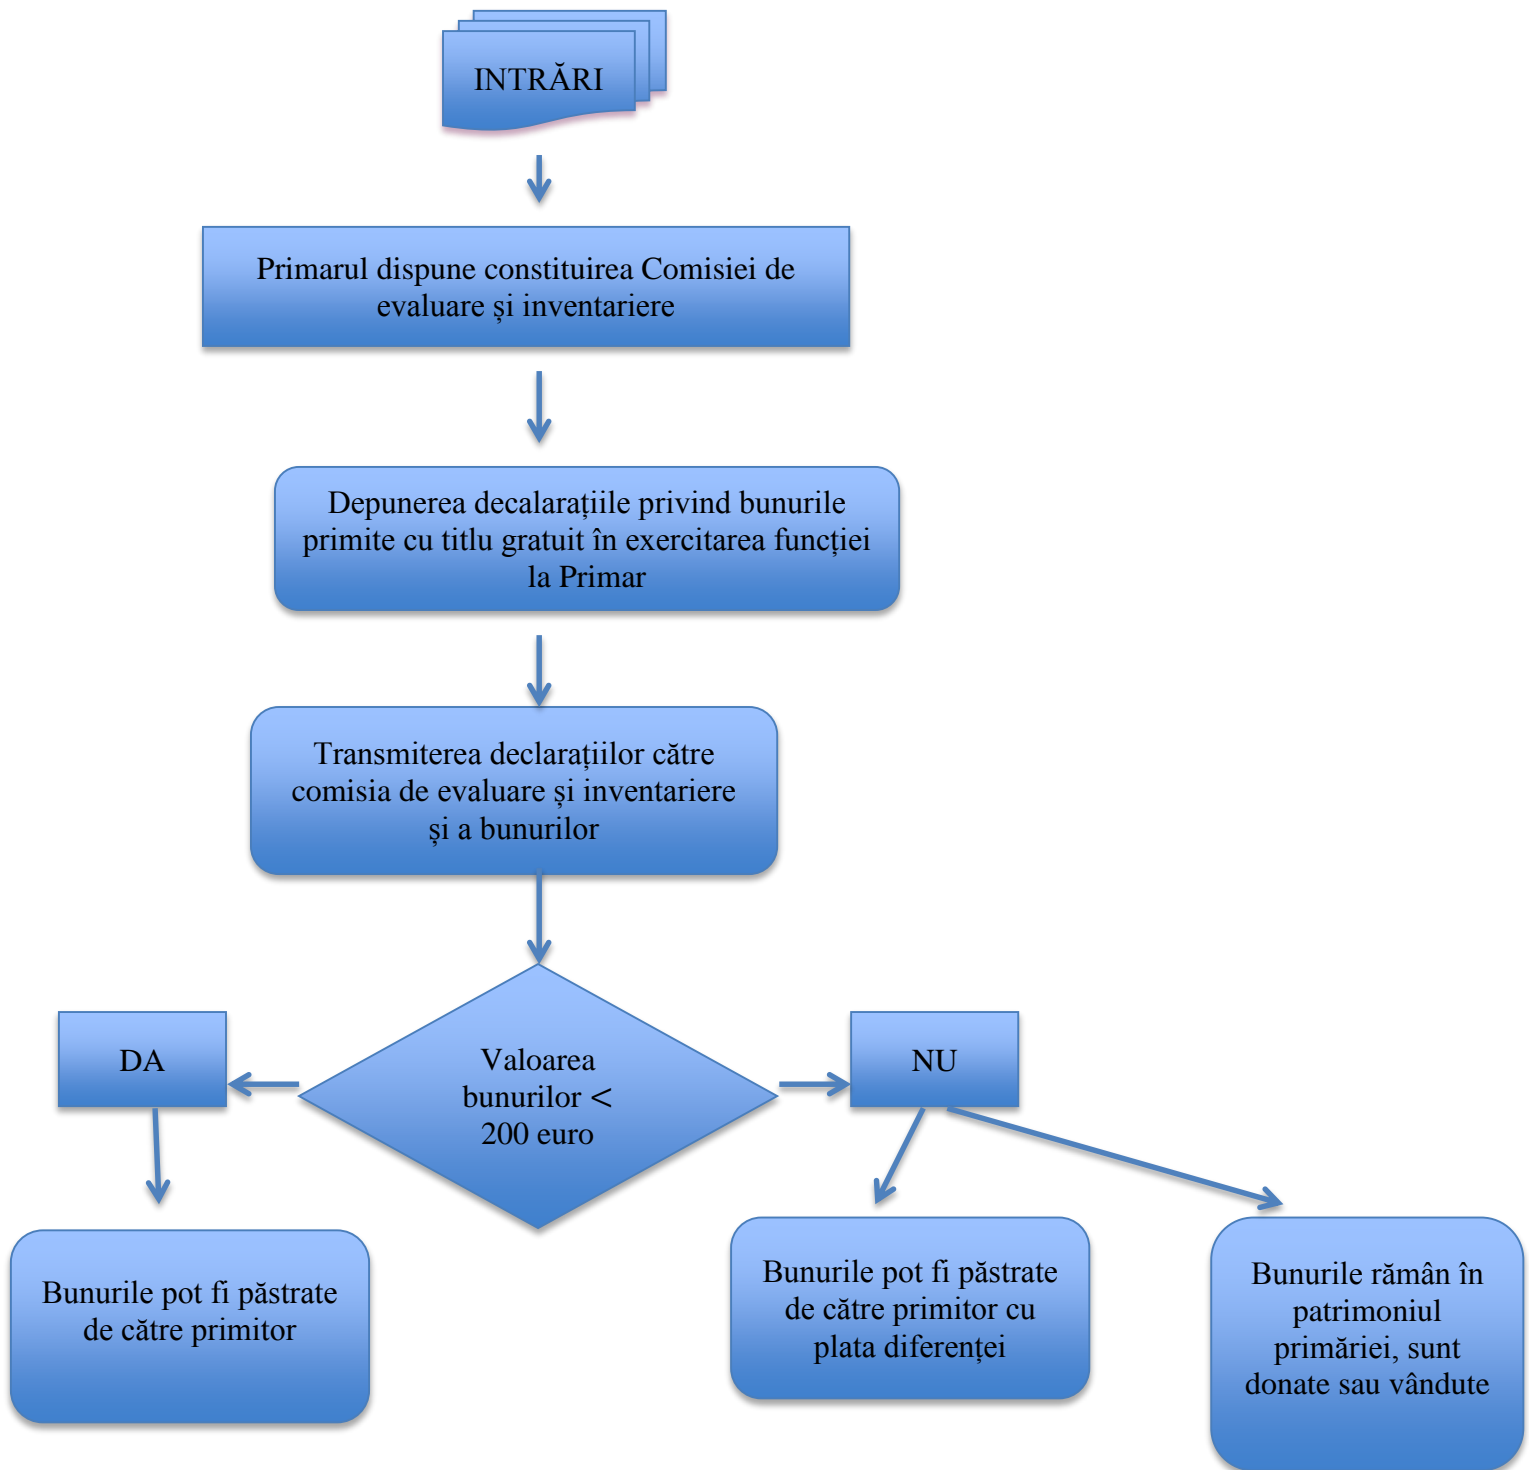 INTRĂRI
Primarul dispune constituirea Comisiei de
evaluare și inventariere
Depunerea decalarațiile privind bunurile
primite cu titlu gratuit în exercitarea funcției
la Primar
Transmiterea declarațiilor către
comisia de evaluare și inventariere
și a bunurilor
Valoarea
bunurilor <
200 euro
DA
NU
Bunurile pot fi păstrate
de către primitor
Bunurile pot fi păstrate
de către primitor cu
plata diferenței
Bunurile rămân în
patrimoniul
primăriei, sunt
donate sau vândute